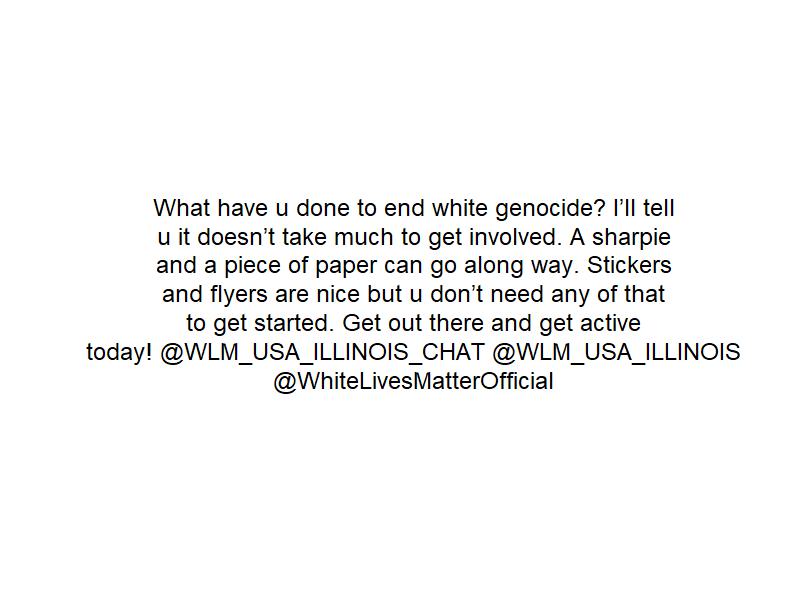 What have u done to end white genocide? I’ll tell
u it doesn’t take much to get involved. A sharpie
and a piece of paper can go along way. Stickers
and flyers are nice but u don’t need any of that
to get started. Get out there and get active
today! @WLM_USA_ILLINOIS_CHAT @WLM_USA_ILLINOIS
@WhiteLivesMatterOfficial